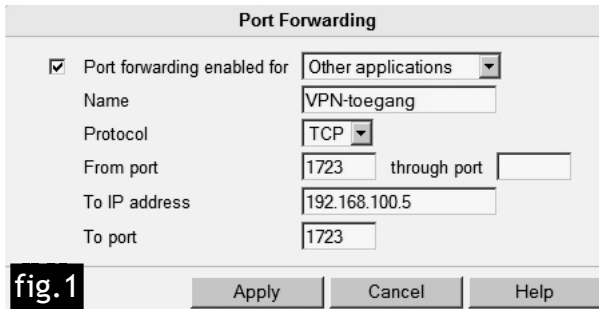 Port Forwarding
Port forwarding enabled for Other applications
Name VPN-toegang
Protocol TCP
From port 1723 through port
To IP address 192.168.100.5
To port 1723
fig.1 Apply Cancel Help